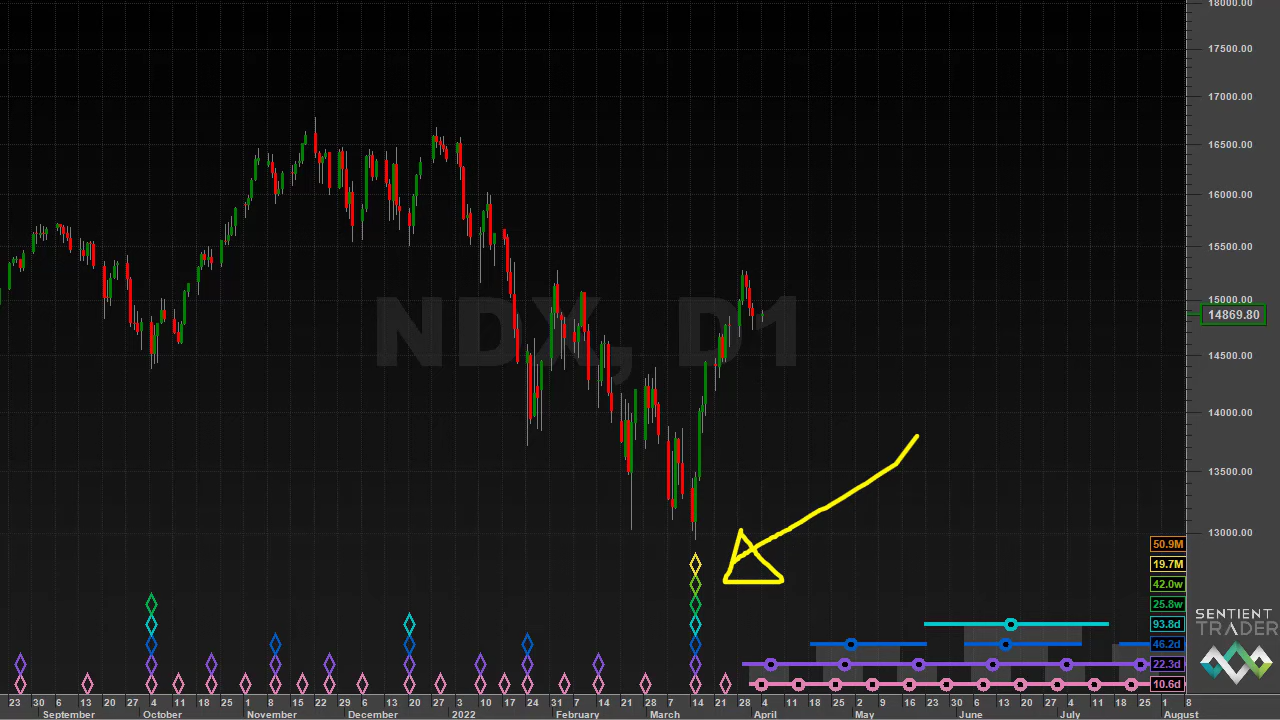 18000.00
17500.00
17000.00
16500.00
16000.00
15500.00
15000.00
14869.80
14500.00
14000.00
13500.00
13000.00
NDX, D1
50.9M
19.7M
42.0w
25.8w
93.8d
46.2d
22.3d
10.6d
SENTIENT
TRADER
23 30 6 13 20 27 4 11 18 25 1 8 15 22 29 6 13 20 27 3 10 18 24 31 7 14 21 28 7 14 21 28 4 11 18 25 2 9 16 23 30 6 13 20 27 4 11 18 25 1 8
September October November December 2022 February March April May June July August